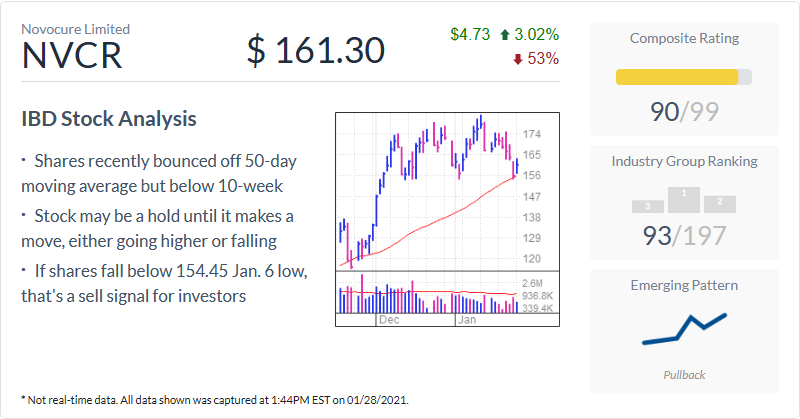 Novocure Limited
NVCR
$ 161.30
$4.73 3.02%
53%
IBD Stock Analysis
· Shares recently bounced off 50-day
moving average but below 10-week
· Stock may be a hold until it makes a
move, either going higher or falling
· If shares fall below 154.45 Jan. 6 low,
that's a sell signal for investors
174
165
156
147
138
129
120
2.6M
936.8K
339.4K
Dec
Jan
Composite Rating
90/99
Industry Group Ranking
3 1 2
93/197
Emerging Pattern
Pullback
* Not real-time data. All data shown was captured at 1:44PM EST on 01/28/2021.